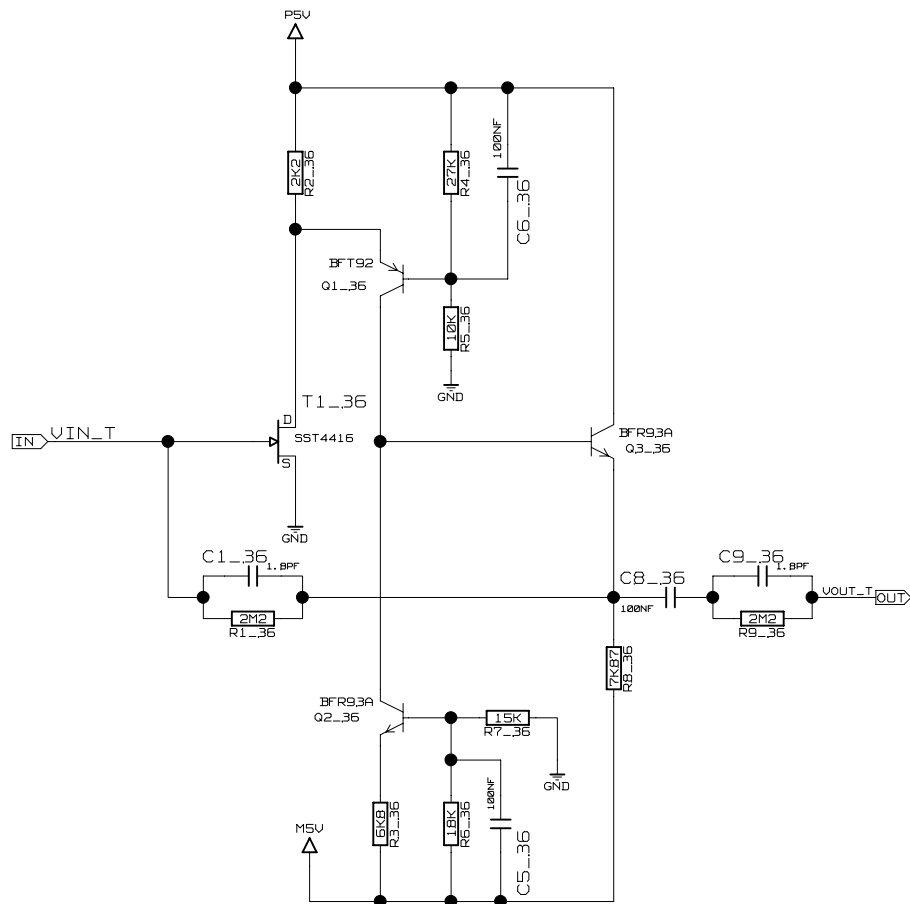 P5V
100NF
2K2
R2_36
27K
R4_36
C6_36
BFT92
Q1_36
10K
R5_36
GND
T1_36
D
IN
VIN_T
SST4416
S
BFR93A
Q3_36
GND
C1_36
1.8PF
2M2
R1_36
C8_36
100NF
C9_36
1.8PF
2M2
R9_36
VOUT_T
OUT
7K87
R8_36
BFR93A
Q2_36
15K
R7_36
GND
100NF
6K8
R3_36
18K
R6_36
C5_36
M5V